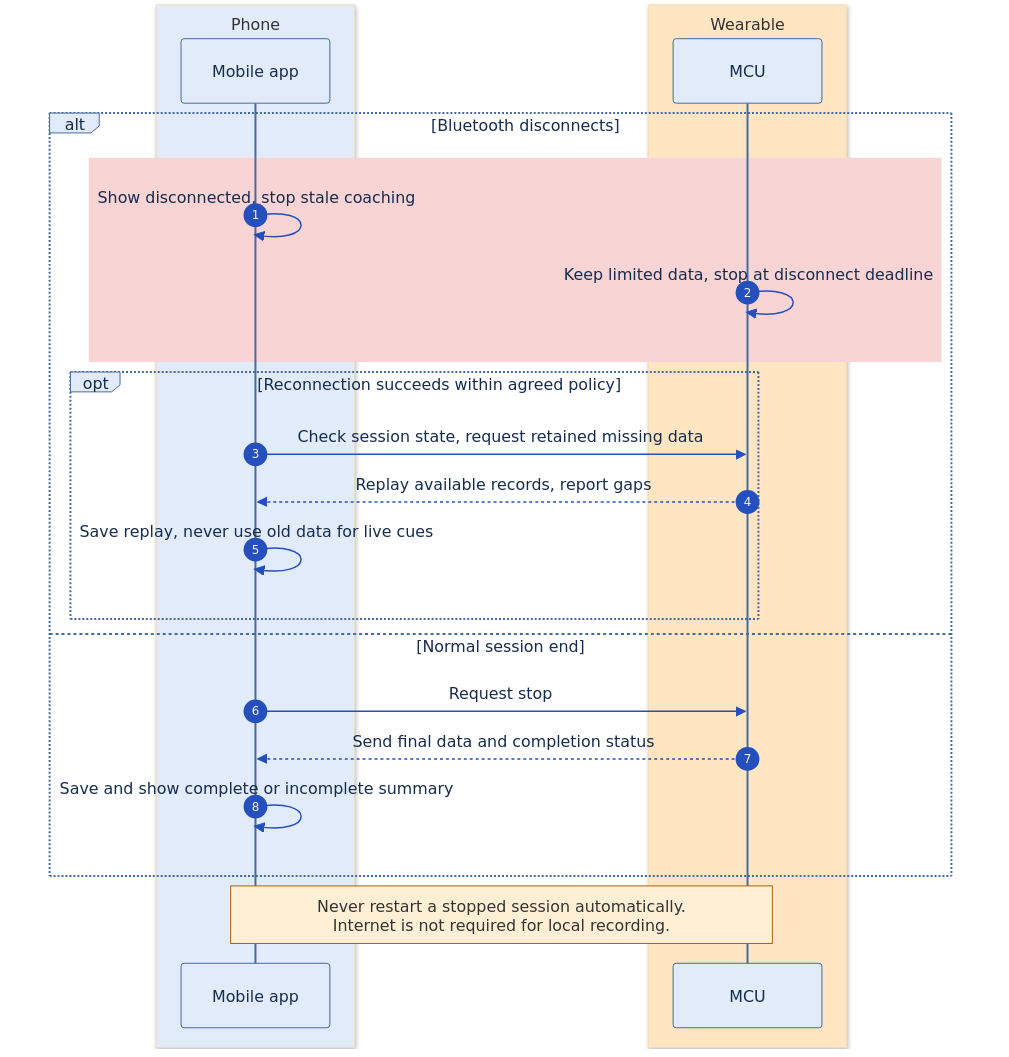 Phone
Wearable
Mobile app
MCU
alt
[Bluetooth disconnects]
Show disconnected, stop stale coaching
1
Keep limited data, stop at disconnect deadline
2
opt
[Reconnection succeeds within agreed policy]
Check session state, request retained missing data
3
Replay available records, report gaps
4
Save replay, never use old data for live cues
5
[Normal session end]
Request stop
6
Send final data and completion status
7
Save and show complete or incomplete summary
8
Never restart a stopped session automatically.
Internet is not required for local recording.
Mobile app
MCU